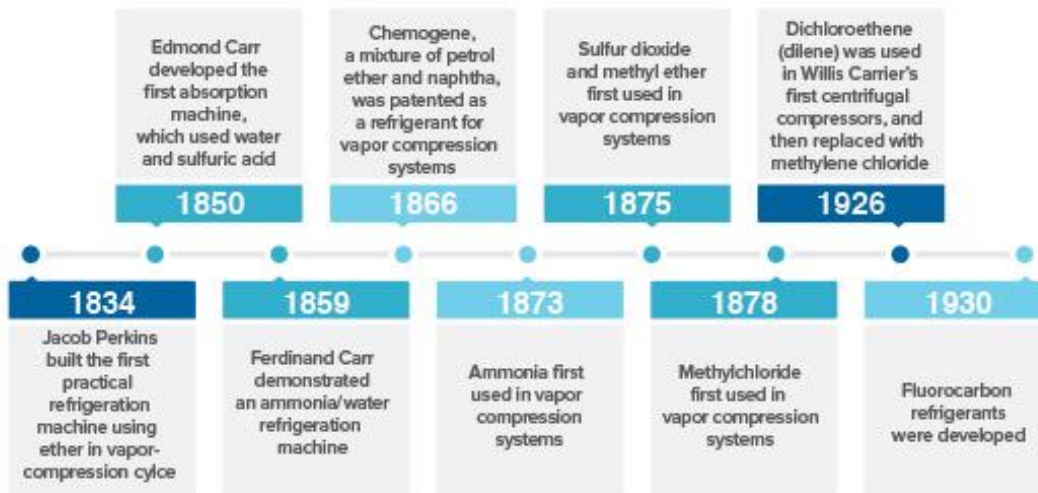 Edmond Carr
developed the
first absorption
machine,
which used water
and sulfuric acid
1850
Chemogene,
a mixture of petrol
ether and naphtha,
was patented as
a refrigerant for
vapor compression
systems
1866
Sulfur dioxide
and methyl ether
first used in
vapor compression
systems
1875
Dichloroethene
(dilene) was used
in Willis Carrier's
first centrifugal
compressors, and
then replaced with
methylene chloride
1926
1834
Jacob Perkins
built the first
practical
refrigeration
machine using
ether in vapor-
compression cylce
1859
Ferdinand Carr
demonstrated
an ammonia/water
refrigeration
machine
1873
Ammonia first
used in vapor
compression
systems
1878
Methylchloride
first used in
vapor compression
systems
1930
Fluorocarbon
refrigerants
were developed